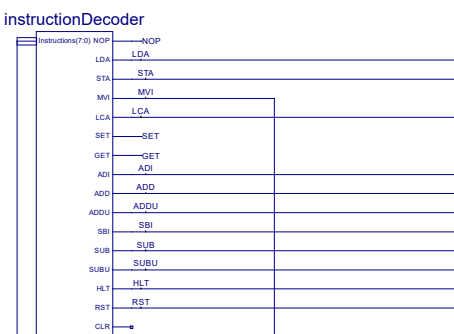 instructionDecoder
Instructions(7:0) NOP NOP
LDA LDA
STA STA
MVI MVI
LCA LCA
SET SET
GET GET
ADI ADI
ADD ADD
ADDU ADDU
SBI SBI
SUB SUB
SUBU SUBU
HLT HLT
RST RST
CLR